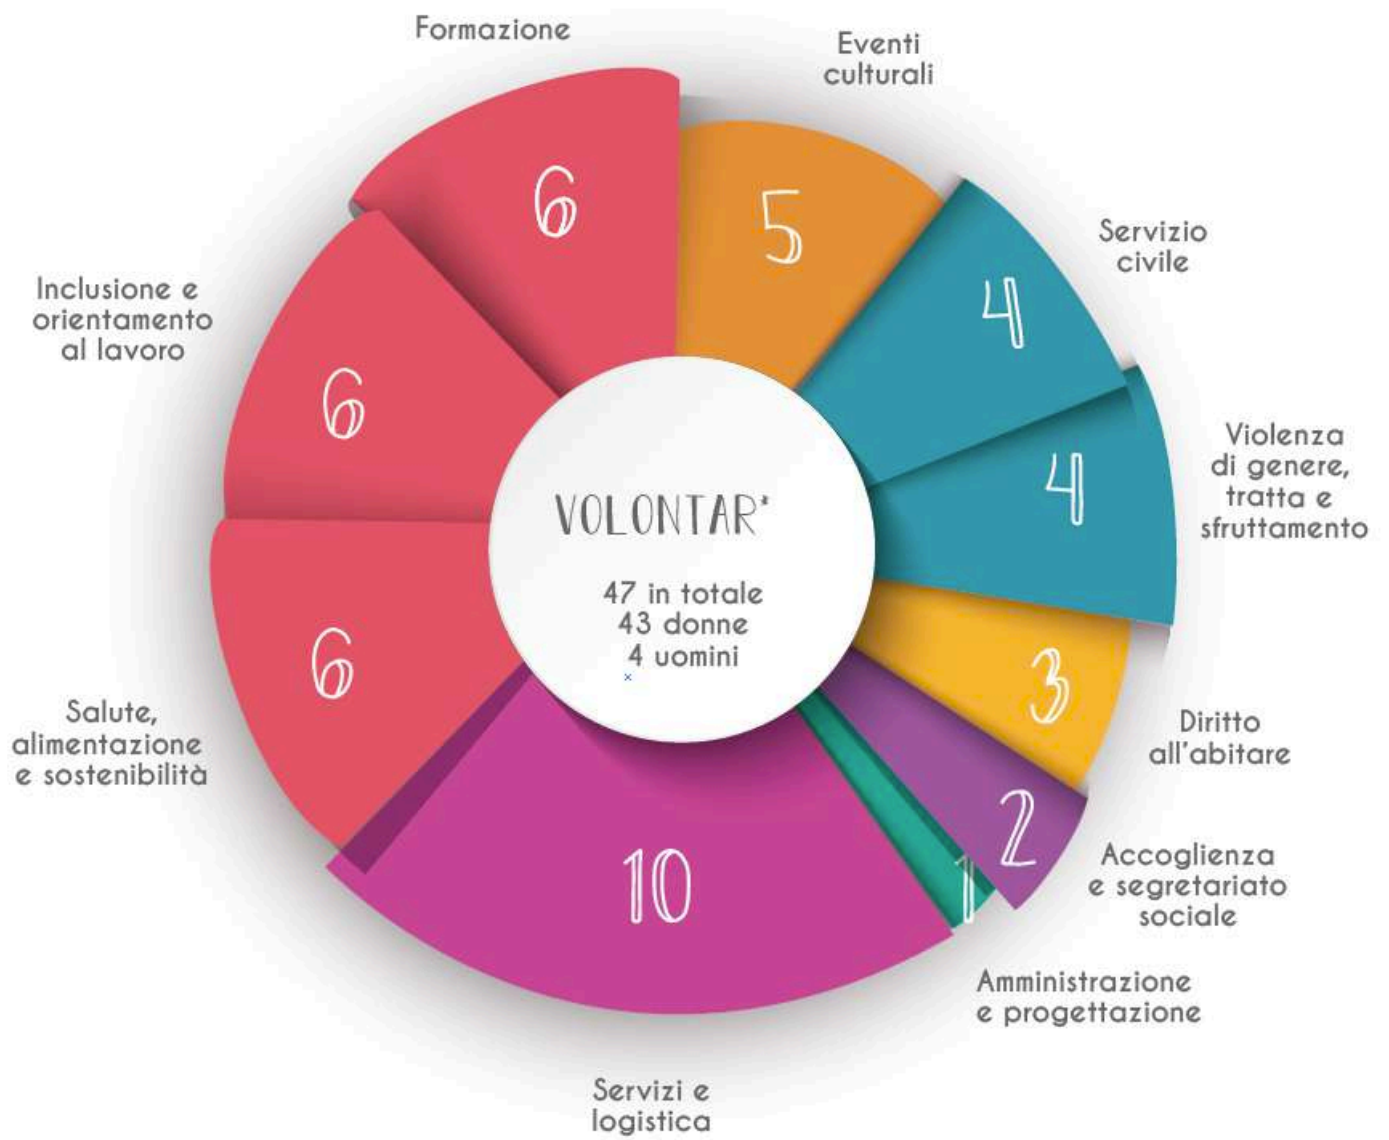 Formazione
Eventi
culturali
6
5
Servizio
civile
4
Inclusione e
orientamento
al lavoro
6
Violenza
di genere,
tratta e
sfruttamento
4
VOLONTAR*
47 in totale
43 donne
4 uomini
6
3
Salute,
alimentazione
e sostenibilità
Diritto
all'abitare
2
Accoglienza
e segretariato
sociale
10
1
Amministrazione
e progettazione
Servizi e
logistica